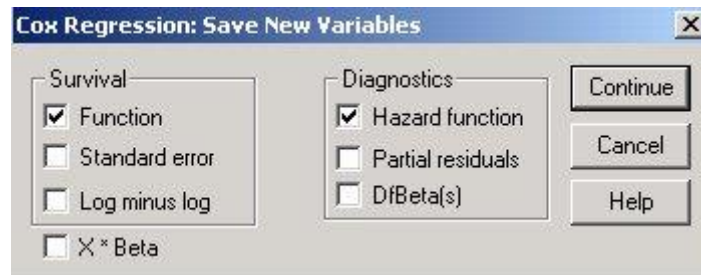 Cox Regression: Save New Variables
Survival
Function
Standard error
Log minus log
X * Beta
Diagnostics
Hazard function
Partial residuals
DfBeta(s)
Continue
Cancel
Help